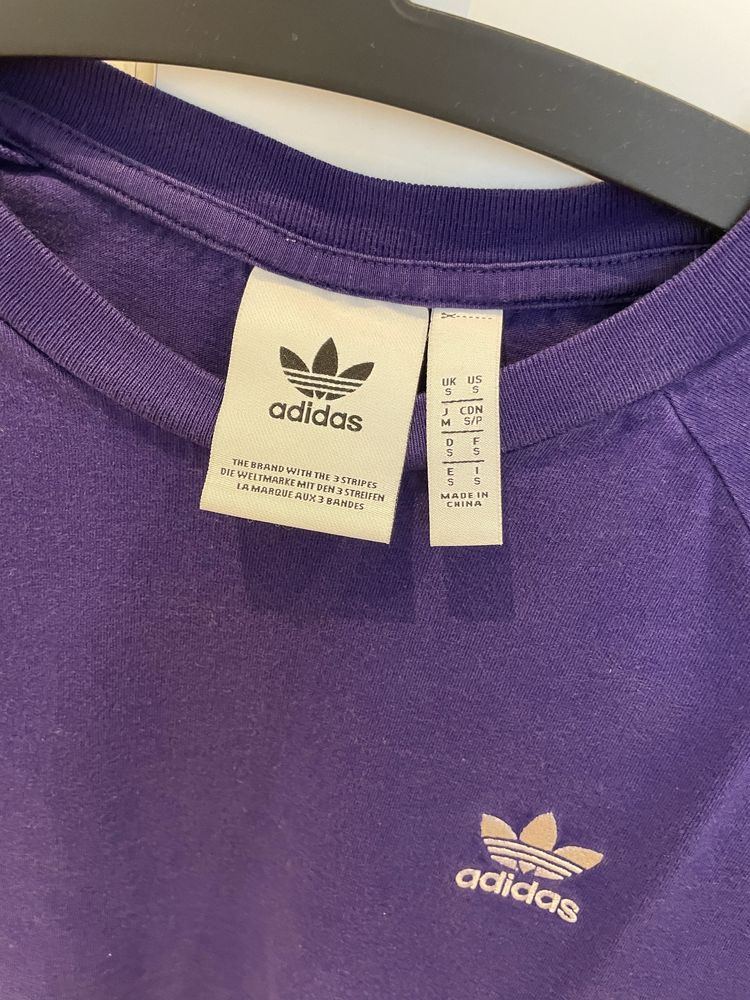 adidas
THE BRAND WITH THE 3 STRIPES
DIE WELTMARKE MIT DEN 3 STREIFEN
LA MARQUE AUX 3 BANDES
UK US
S S
J CDN
M S/P
D F
S S
E I
S S
MADE IN
CHINA
adidas